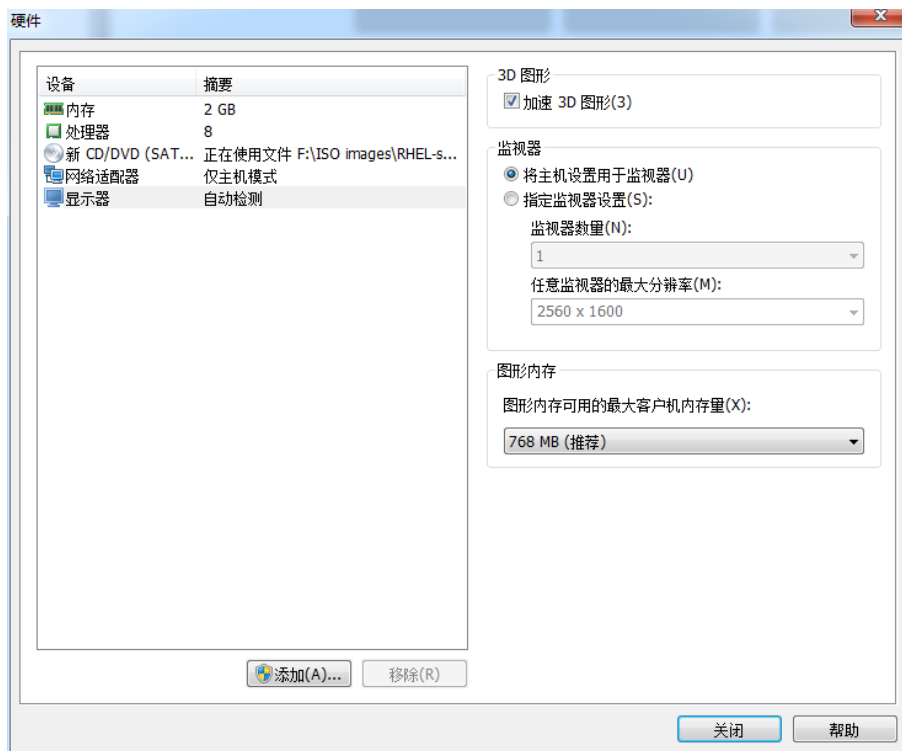 硬件
设备 摘要
内存 2 GB
处理器 8
新 CD/DVD (SAT... 正在使用文件 F:\ISO images\RHEL-s...
网络适配器 仅主机模式
显示器 自动检测
添加(A)... 移除(R)
3D 图形
加速 3D 图形(3)
监视器
将主机设置用于监视器(U)
指定监视器设置(S):
监视器数量(N):
1
任意监视器的最大分辨率(M):
2560 x 1600
图形内存
图形内存可用的最大客户机内存量(X):
768 MB (推荐)
关闭 帮助